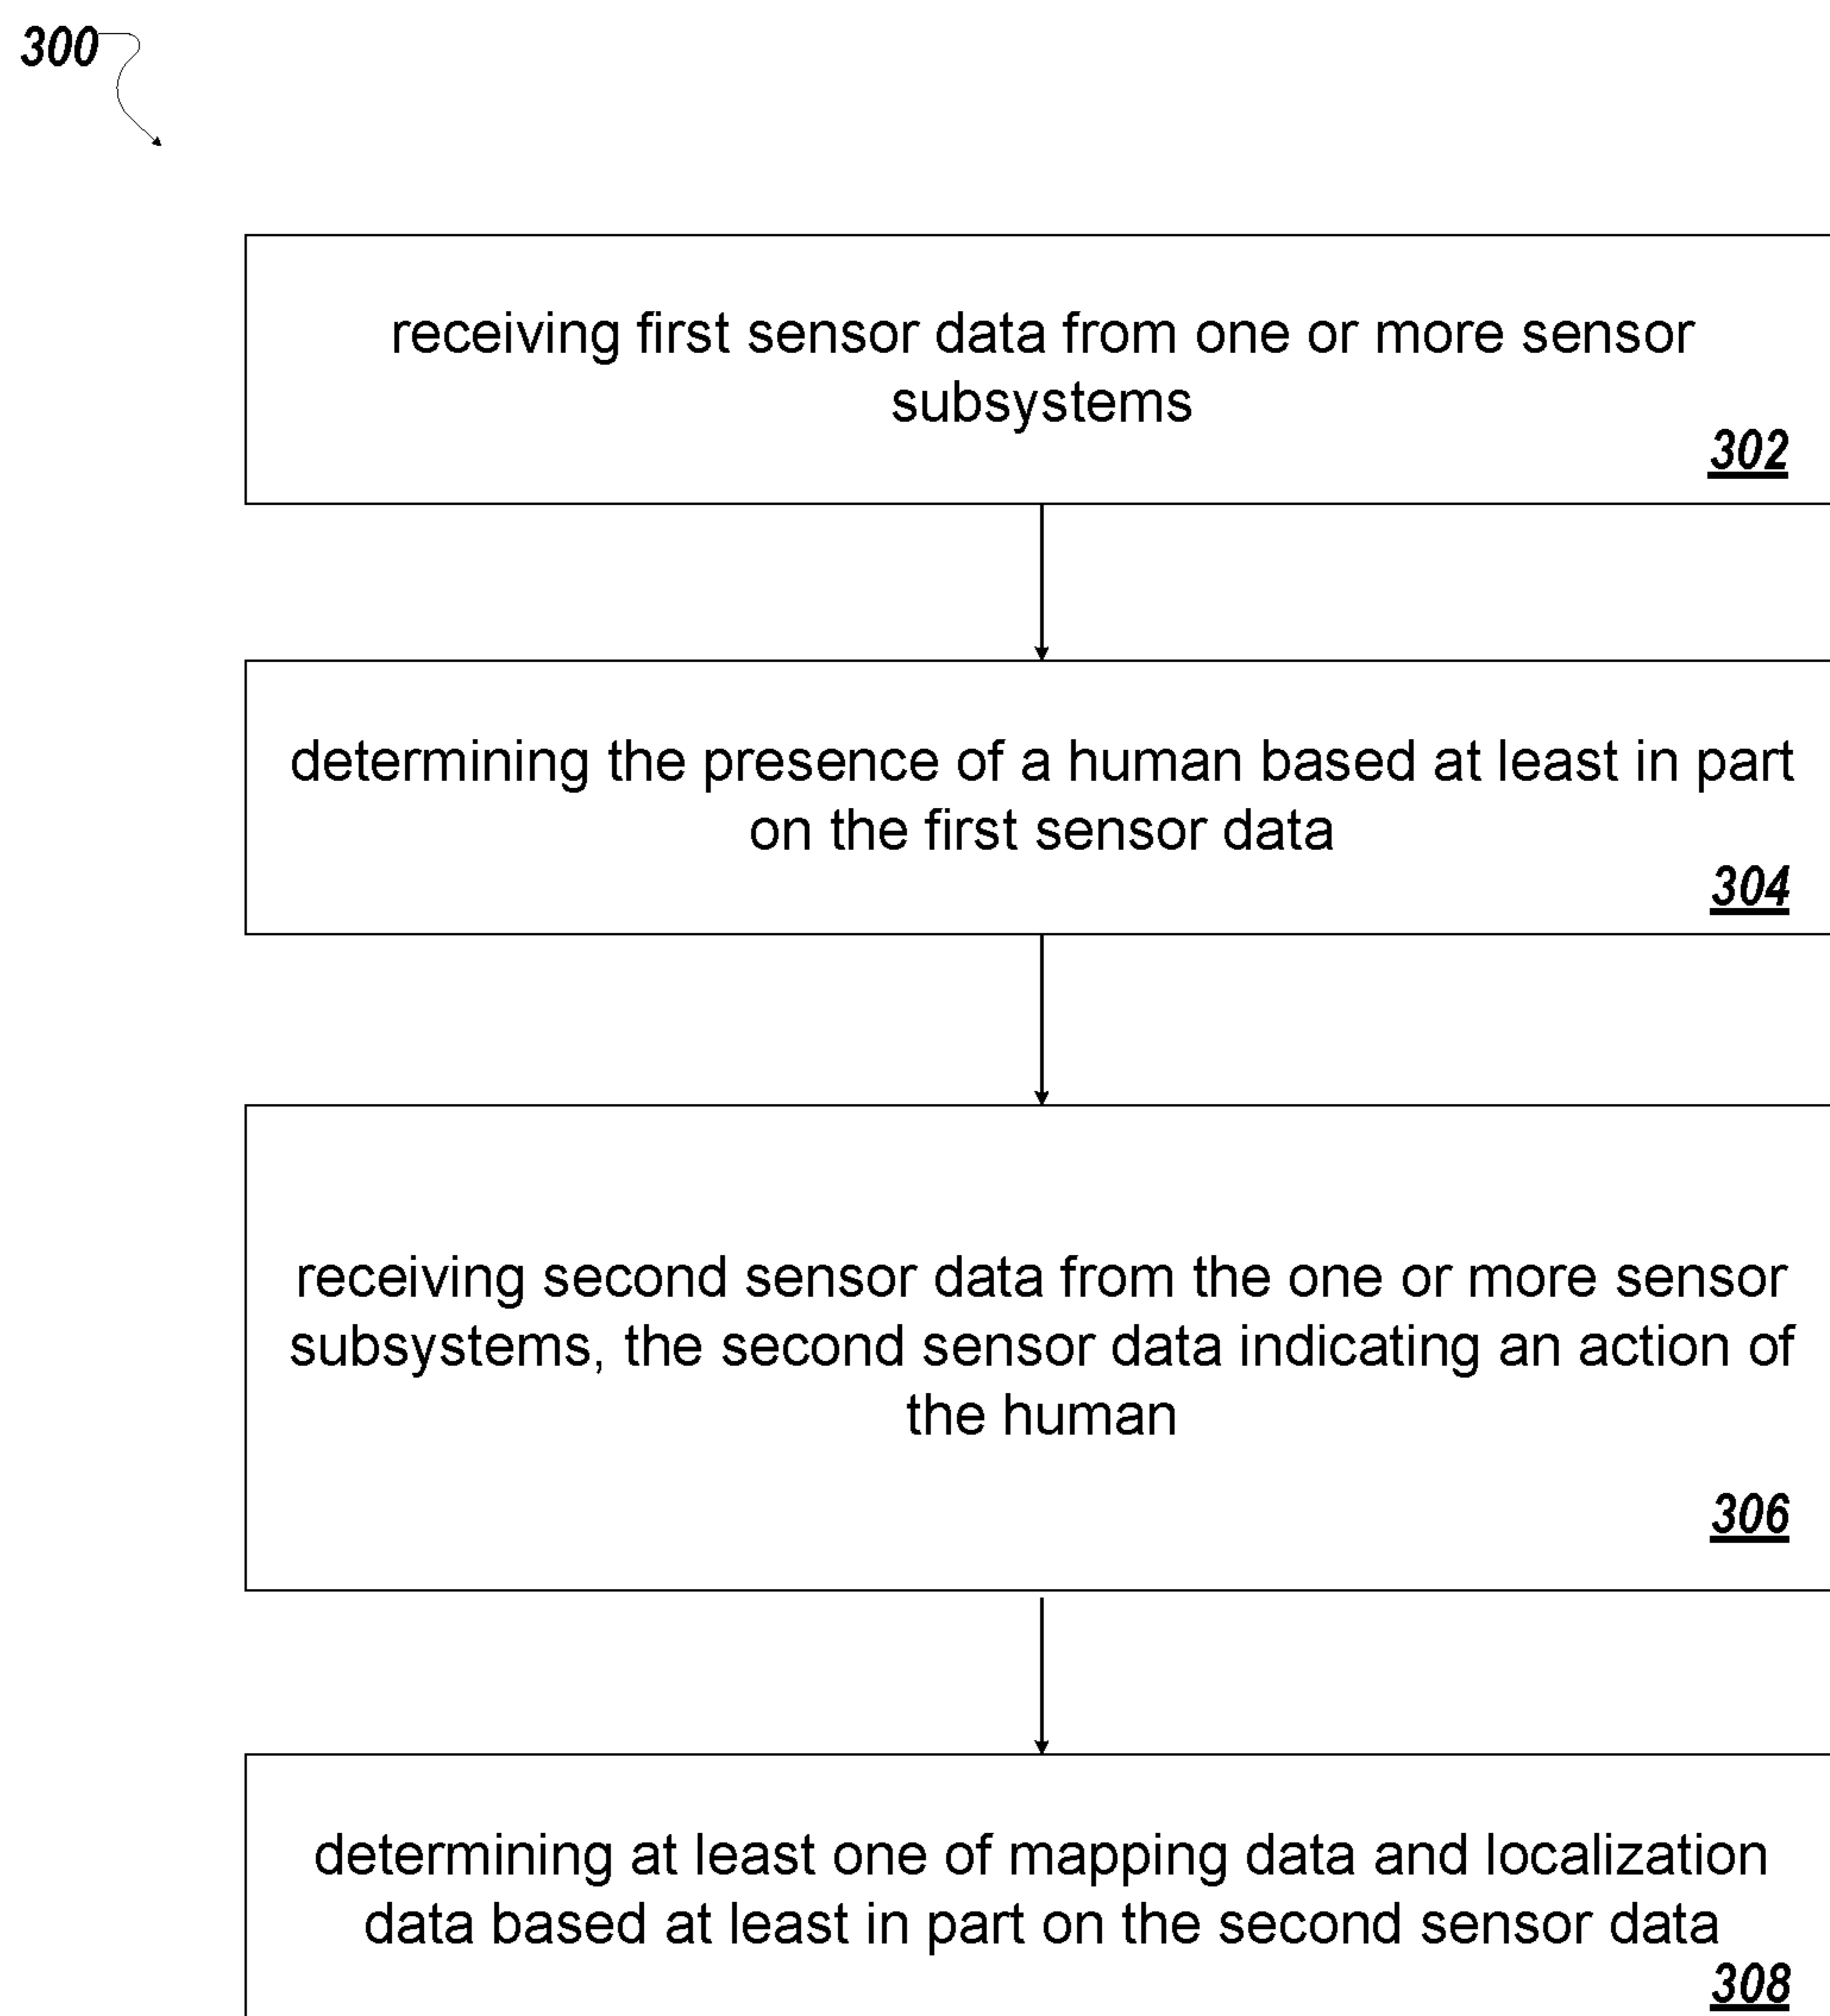 300
receiving first sensor data from one or more sensor
subsystems
302
determining the presence of a human based at least in part
on the first sensor data
304
receiving second sensor data from the one or more sensor
subsystems, the second sensor data indicating an action of
the human
306
determining at least one of mapping data and localization
data based at least in part on the second sensor data
308